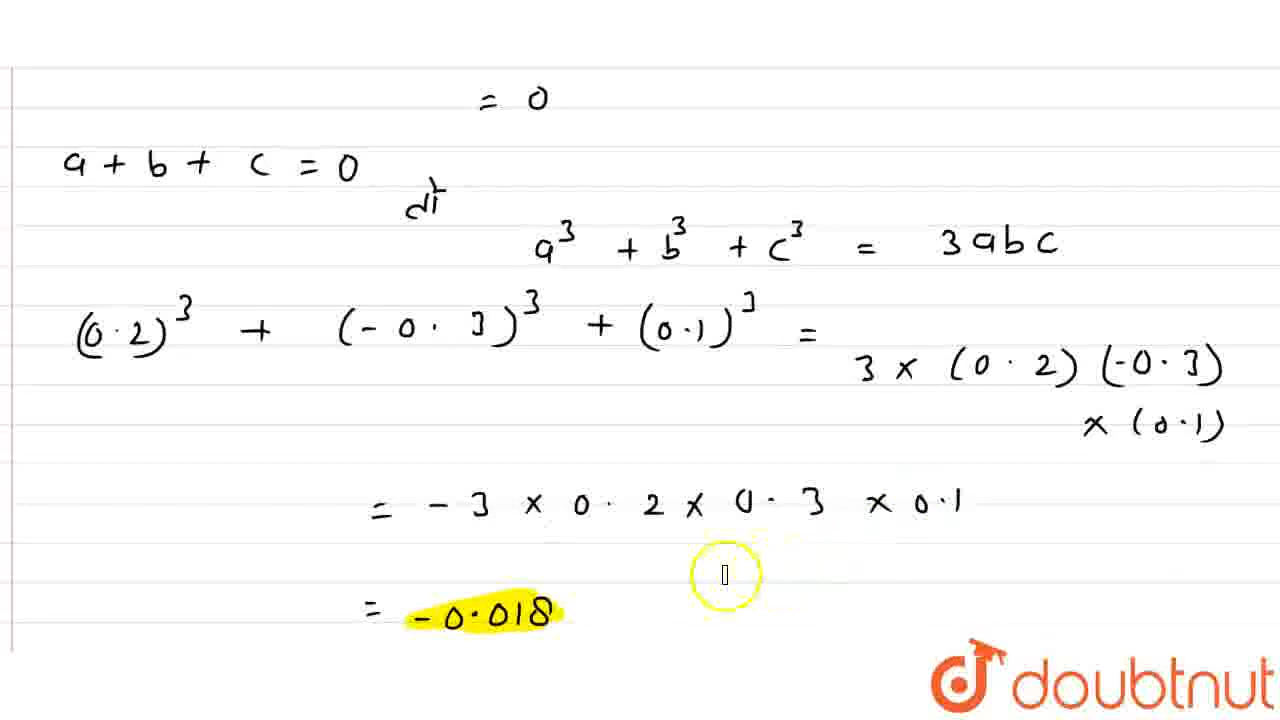 = 0
a + b + c = 0
तो
a³ + b³ + c³ = 3abc
(0.2)³ + (-0.3)³ + (0.1)³ =
3 × (0.2) (-0.3)
× (0.1)
= -3 × 0.2 × 0.3 × 0.1
= -0.018
doubtnut